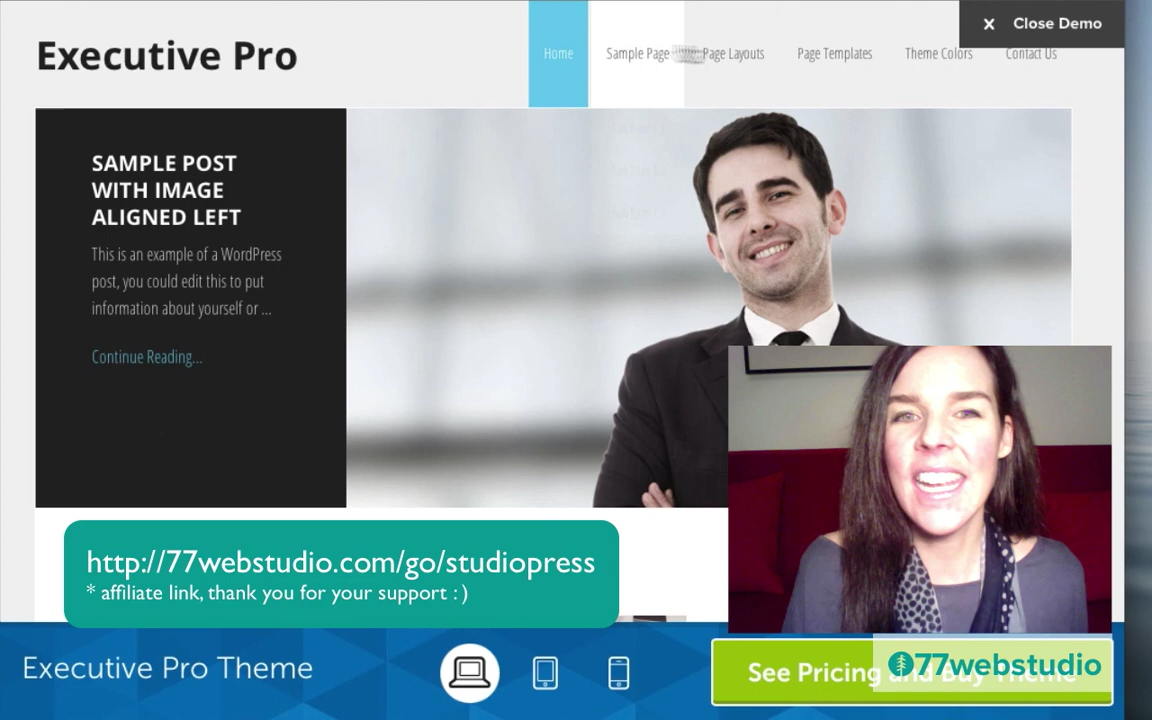 Close Demo
Executive Pro
Home
Sample Page
Page Layouts
Page Templates
Theme Colors
Contact Us
SAMPLE POST
WITH IMAGE
ALIGNED LEFT
This is an example of a WordPress
post, you could edit this to put
information about yourself or ...
Continue Reading...
http://77webstudio.com/go/studiopress
* affiliate link, thank you for your support :)
Executive Pro Theme
See Pricing and Buy Theme
77webstudio